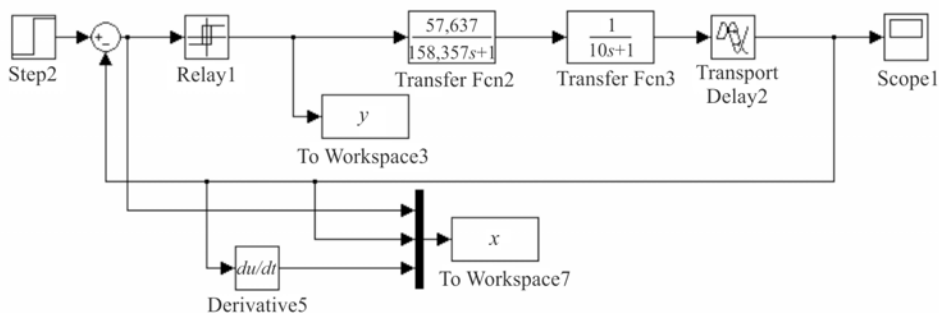 57,637
158,357s+1
1
10s+1
+
−
Step2
Relay1
Transfer Fcn2
Transfer Fcn3
Transport
Delay2
Scope1
y
To Workspace3
x
To Workspace7
du/dt
Derivative5